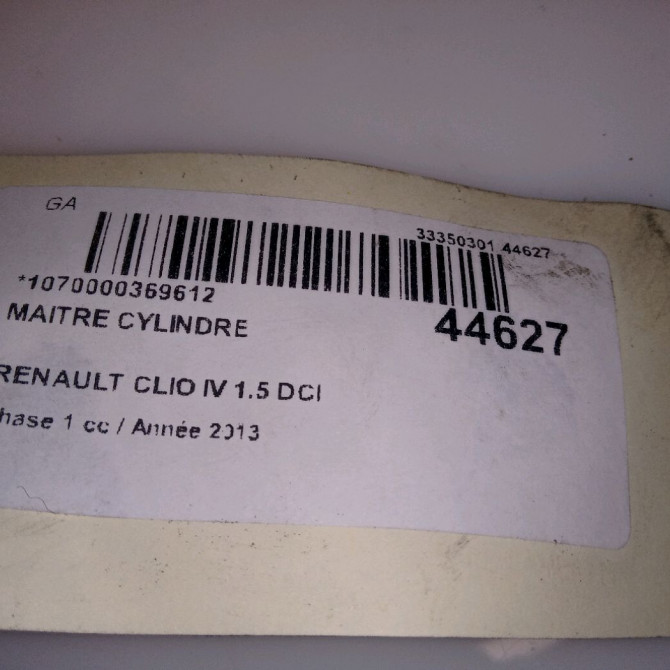 GA
33350301 44627
*1070000369612
MAITRE CYLINDRE
44627
RENAULT CLIO IV 1.5 DCI
hase 1 cc / Année 2013